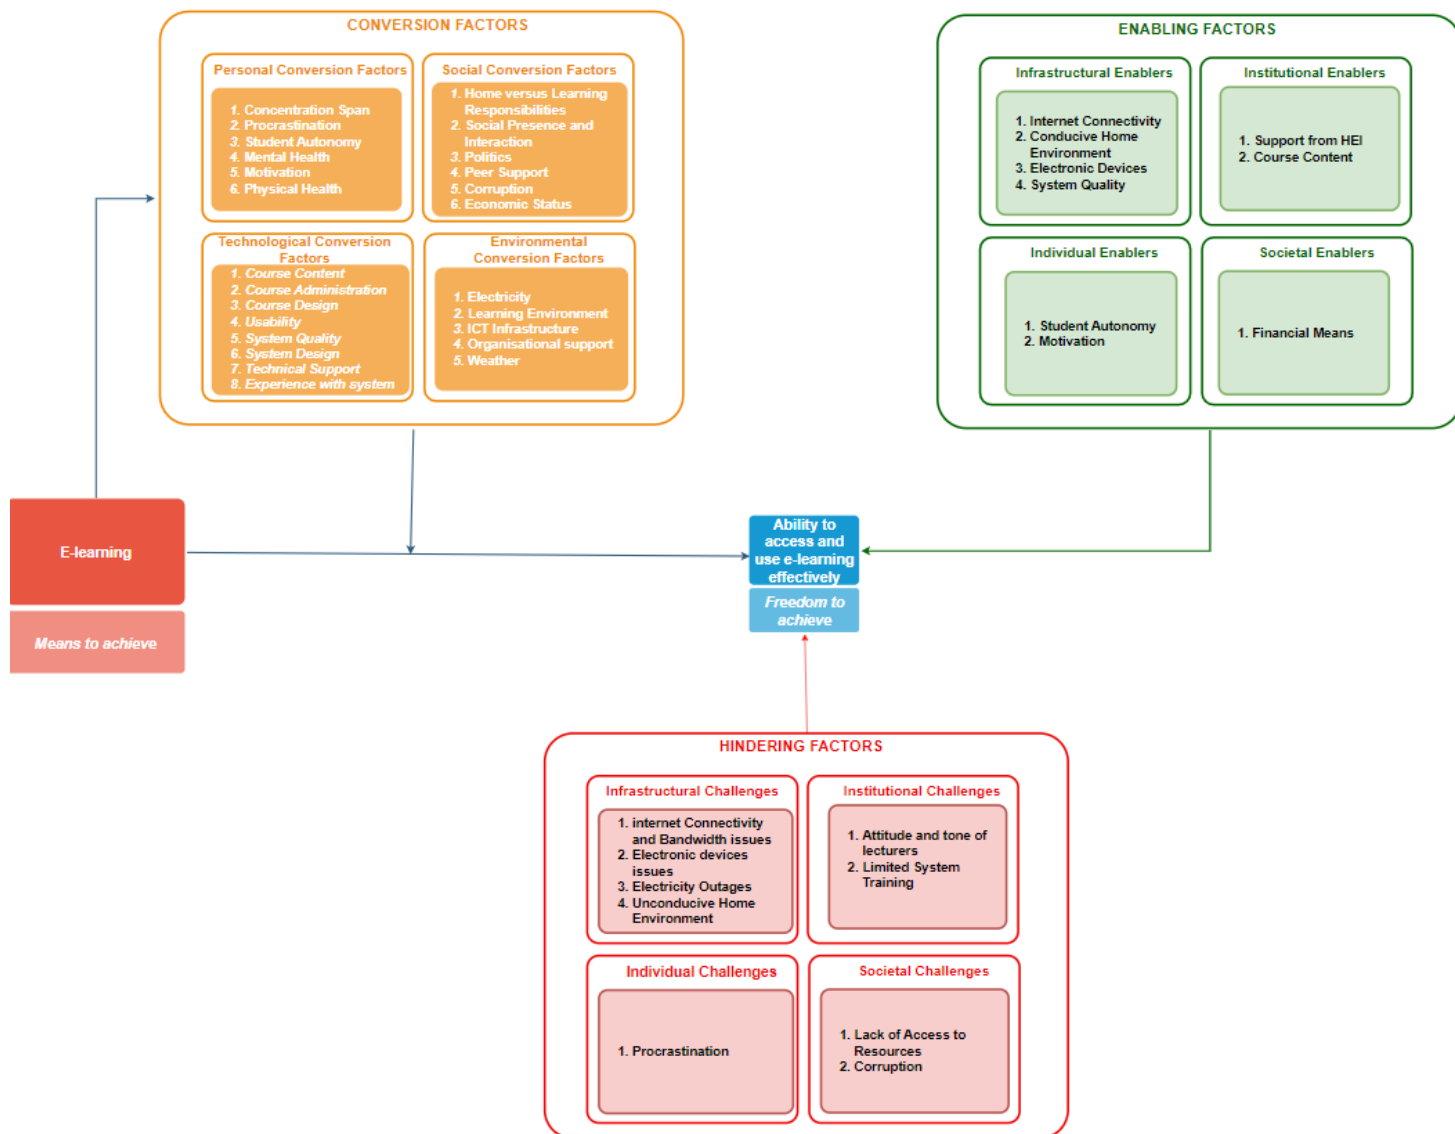 CONVERSION FACTORS
Personal Conversion Factors
1. Concentration Span
2. Procrastination
3. Student Autonomy
4. Mental Health
5. Motivation
6. Physical Health
Social Conversion Factors
1. Home versus Learning
Responsibilities
2. Social Presence and
Interaction
3. Politics
4. Peer Support
5. Corruption
6. Economic Status
Technological Conversion
Factors
1. Course Content
2. Course Administration
3. Course Design
4. Usability
5. System Quality
6. System Design
7. Technical Support
8. Experience with system
Environmental
Conversion Factors
1. Electricity
2. Learning Environment
3. ICT Infrastructure
4. Organisational support
5. Weather
ENABLING FACTORS
Infrastructural Enablers
1. Internet Connectivity
2. Conducive Home
Environment
3. Electronic Devices
4. System Quality
Institutional Enablers
1. Support from HEI
2. Course Content
Individual Enablers
1. Student Autonomy
2. Motivation
Societal Enablers
1. Financial Means
E-learning
Means to achieve
Ability to
access and
use e-learning
effectively
Freedom to
achieve
HINDERING FACTORS
Infrastructural Challenges
1. internet Connectivity
and Bandwidth issues
2. Electronic devices
issues
3. Electricity Outages
4. Unconducive Home
Environment
Institutional Challenges
1. Attitude and tone of
lecturers
2. Limited System
Training
Individual Challenges
1. Procrastination
Societal Challenges
1. Lack of Access to
Resources
2. Corruption